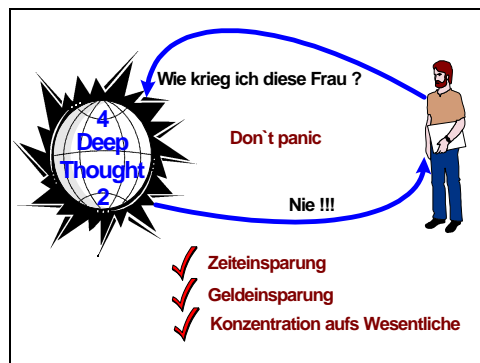 Wie krieg ich diese Frau ?
4
Deep
Thought
2
Don`t panic
Nie !!!
Zeiteinsparung
Geldeinsparung
Konzentration aufs Wesentliche